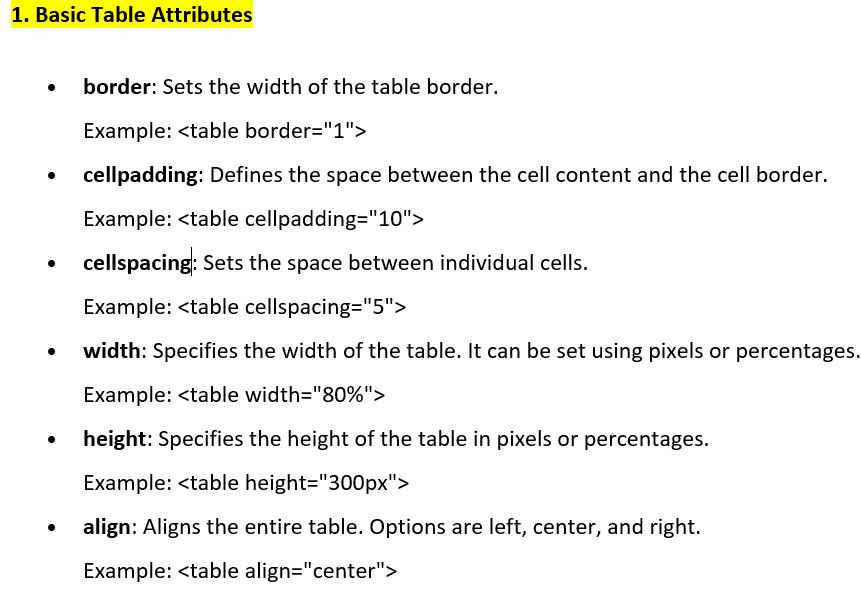 1. Basic Table Attributes
• border: Sets the width of the table border.
Example: <table border="1">
• cellpadding: Defines the space between the cell content and the cell border.
Example: <table cellpadding="10">
• cellspacing: Sets the space between individual cells.
Example: <table cellspacing="5">
• width: Specifies the width of the table. It can be set using pixels or percentages.
Example: <table width="80%">
• height: Specifies the height of the table in pixels or percentages.
Example: <table height="300px">
• align: Aligns the entire table. Options are left, center, and right.
Example: <table align="center">